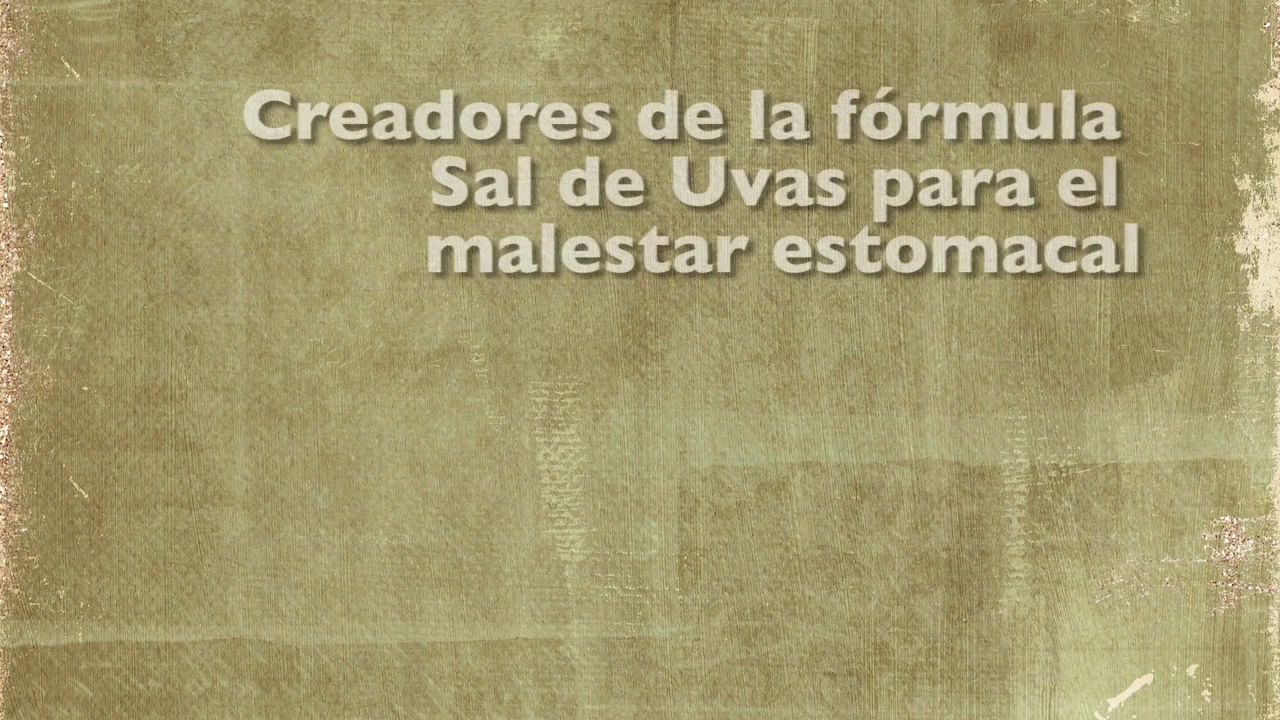 Creadores de la fórmula
Sal de Uvas para el
malestar estomacal